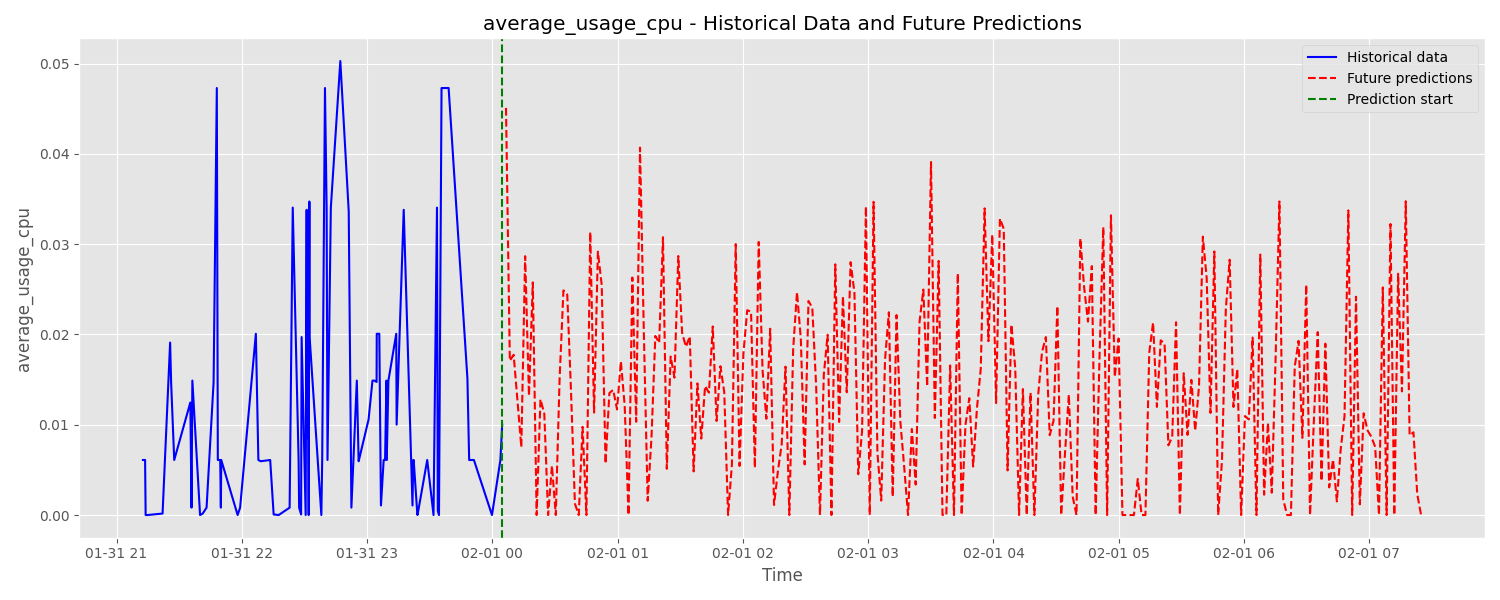 average_usage_cpu - Historical Data and Future Predictions
Historical data
Future predictions
Prediction start
average_usage_cpu
0.05
0.04
0.03
0.02
0.01
0.00
01-31 21 01-31 22 01-31 23 02-01 00 02-01 01 02-01 02 02-01 03 02-01 04 02-01 05 02-01 06 02-01 07
Time